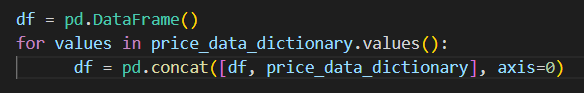 df = pd.DataFrame()
for values in price_data_dictionary.values():
df = pd.concat([df, price_data_dictionary], axis=0)